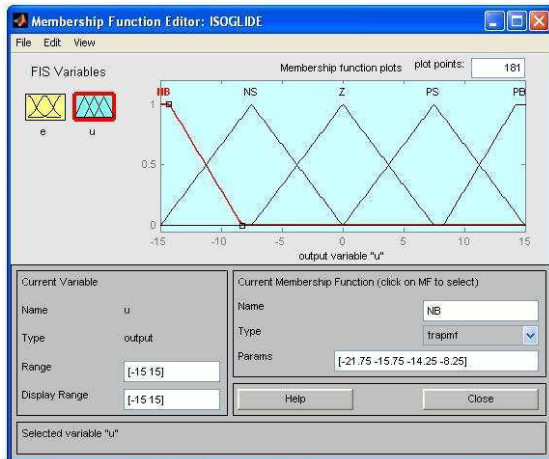 Membership Function Editor: ISOGLIDE
File Edit View
FIS Variables
Membership function plots plot points: 181
e u
NB NS Z PS PB
1
0.5
0
-15 -10 -5 0 5 10 15
output variable "u"
Current Variable
Name u
Type output
Range [-15 15]
Display Range [-15 15]
Current Membership Function (click on MF to select)
Name NB
Type trapmf
Params [-21.75 -15.75 -14.25 -8.25]
Help Close
Selected variable "u"